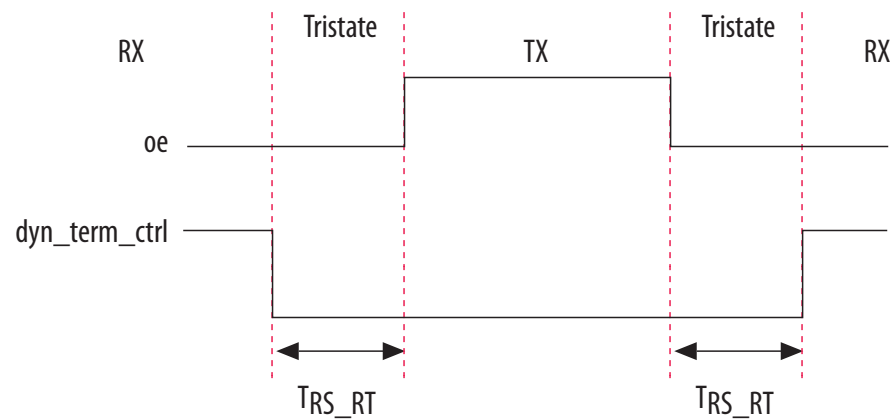 Tristate
Tristate
RX
TX
RX
oe
dyn_term_ctrl
TRS_RT
TRS_RT